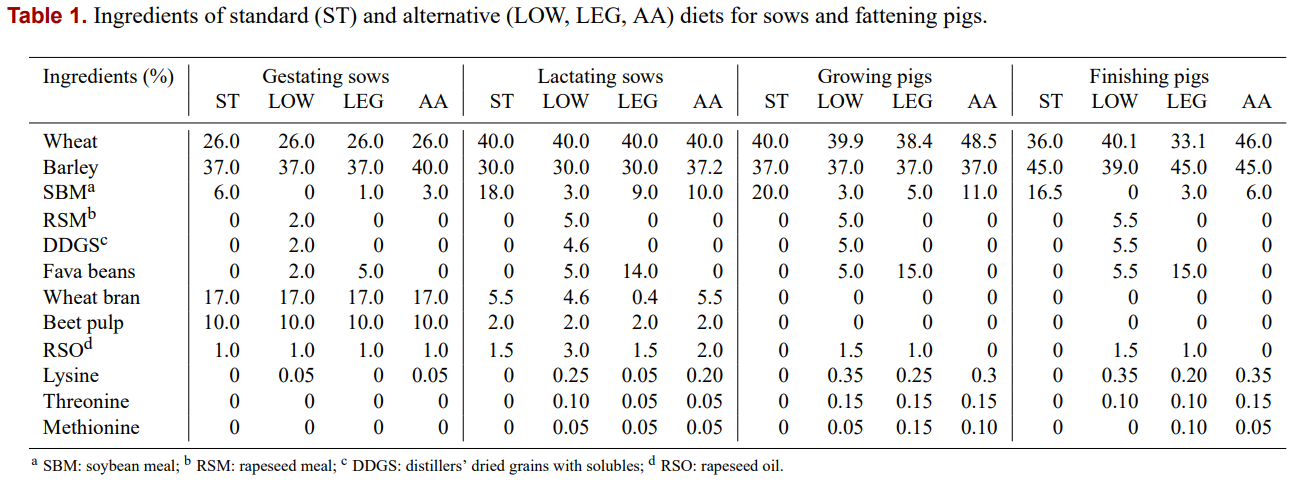 Table 1. Ingredients of standard (ST) and alternative (LOW, LEG, AA) diets for sows and fattening pigs.
Ingredients (%) Gestating sows Lactating sows Growing pigs Finishing pigs
ST LOW LEG AA ST LOW LEG AA ST LOW LEG AA ST LOW LEG AA
Wheat 26.0 26.0 26.0 26.0 40.0 40.0 40.0 40.0 40.0 39.9 38.4 48.5 36.0 40.1 33.1 46.0
Barley 37.0 37.0 37.0 40.0 30.0 30.0 30.0 37.2 37.0 37.0 37.0 37.0 45.0 39.0 45.0 45.0
SBMa 6.0 0 1.0 3.0 18.0 3.0 9.0 10.0 20.0 3.0 5.0 11.0 16.5 0 3.0 6.0
RSMb 0 2.0 0 0 0 5.0 0 0 0 5.0 0 0 0 5.5 0 0
DDGSc 0 2.0 0 0 0 4.6 0 0 0 5.0 0 0 0 5.5 0 0
Fava beans 0 2.0 5.0 0 0 5.0 14.0 0 0 5.0 15.0 0 0 5.5 15.0 0
Wheat bran 17.0 17.0 17.0 17.0 5.5 4.6 0.4 5.5 0 0 0 0 0 0 0 0
Beet pulp 10.0 10.0 10.0 10.0 2.0 2.0 2.0 2.0 0 0 0 0 0 0 0 0
RSOd 1.0 1.0 1.0 1.0 1.5 3.0 1.5 2.0 0 1.5 1.0 0 0 1.5 1.0 0
Lysine 0 0.05 0 0.05 0 0.25 0.05 0.20 0 0.35 0.25 0.3 0 0.35 0.20 0.35
Threonine 0 0 0 0 0 0.10 0.05 0.05 0 0.15 0.15 0.15 0 0.10 0.10 0.15
Methionine 0 0 0 0 0 0.05 0.05 0.05 0 0.05 0.15 0.10 0 0 0.10 0.05
a SBM: soybean meal; b RSM: rapeseed meal; c DDGS: distillers' dried grains with solubles; d RSO: rapeseed oil.